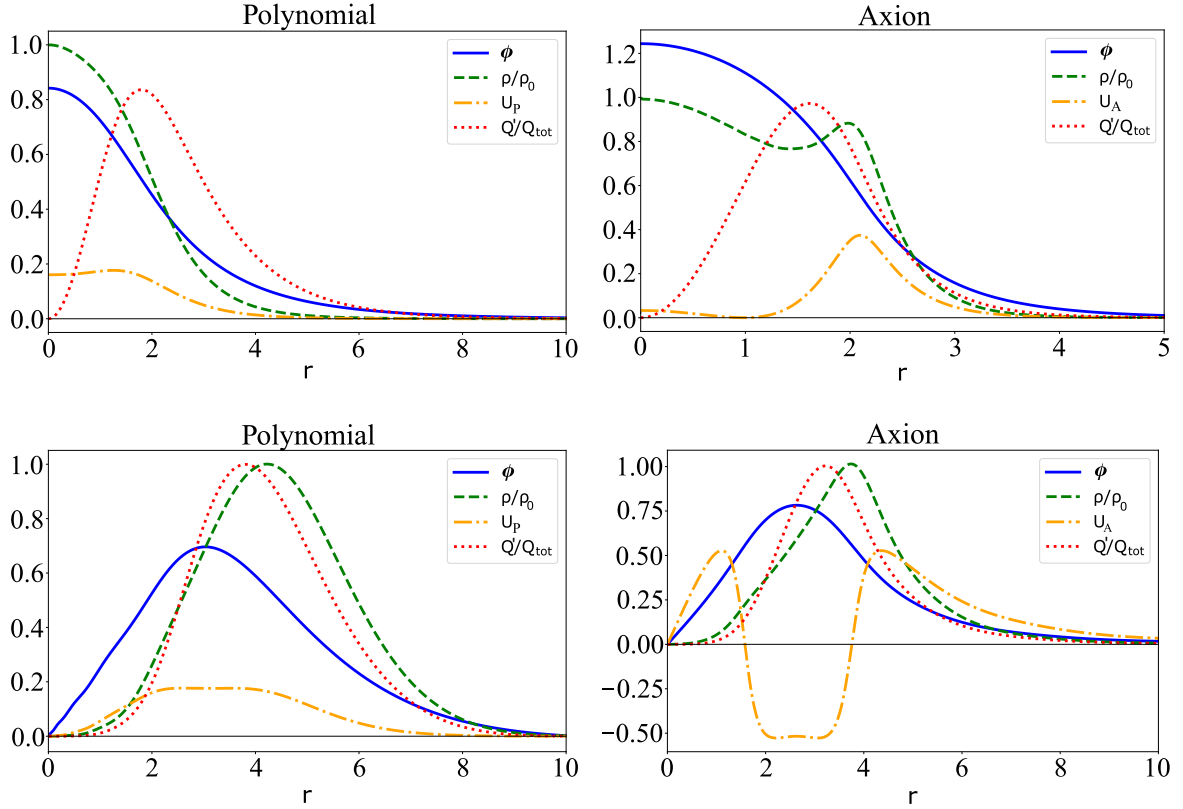 Polynomial
1.0
0.8
0.6
0.4
0.2
0.0
0 2 4 6 8 10
r
ϕ
ρ/ρ0
UP
Q'/Qtot
Axion
1.2
1.0
0.8
0.6
0.4
0.2
0.0
0 1 2 3 4 5
r
ϕ
ρ/ρ0
UA
Q'/Qtot
Polynomial
1.0
0.8
0.6
0.4
0.2
0.0
0 2 4 6 8 10
r
ϕ
ρ/ρ0
UP
Q'/Qtot
Axion
1.00
0.75
0.50
0.25
0.00
−0.25
−0.50
0 2 4 6 8 10
r
ϕ
ρ/ρ0
UA
Q'/Qtot